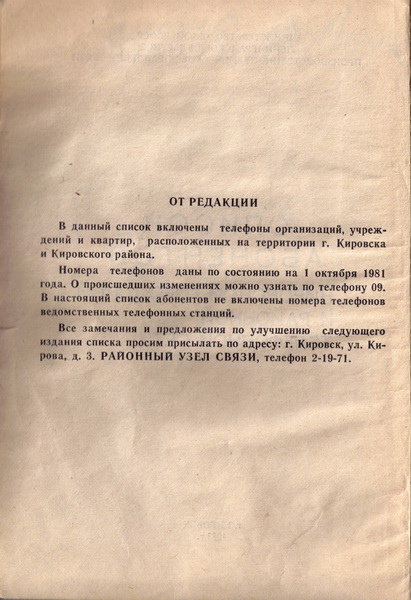 ОТ РЕДАКЦИИ
В данный список включены телефоны организаций, учреж-
дений и квартир, расположенных на территории г. Кировска
и Кировского района.
Номера телефонов даны по состоянию на 1 октября 1981
года. О происшедших изменениях можно узнать по телефону 09.
В настоящий список абонентов не включены номера телефонов
ведомственных телефонных станций.
Все замечания и предложения по улучшению следующего
издания списка просим присылать по адресу: г. Кировск, ул. Ки-
рова, д. 3. РАЙОННЫЙ УЗЕЛ СВЯЗИ, телефон 2-19-71.